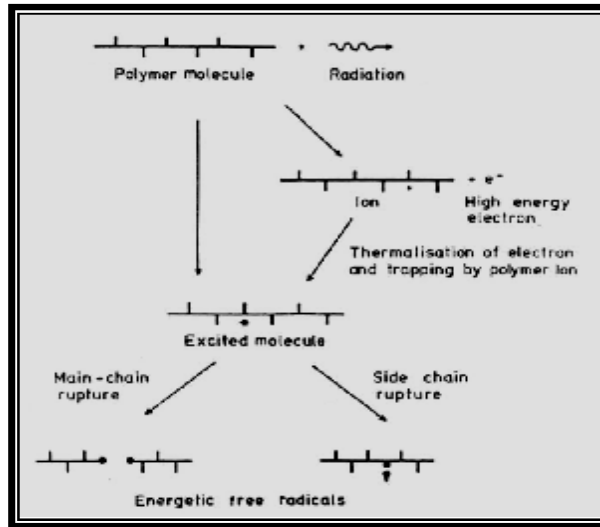 Polymer molecule
Radiation
+ e⁻
Ion
High energy
electron
Thermalisation of electron
and trapping by polymer ion
Excited molecule
Main-chain
rupture
Side chain
rupture
Energetic free radicals